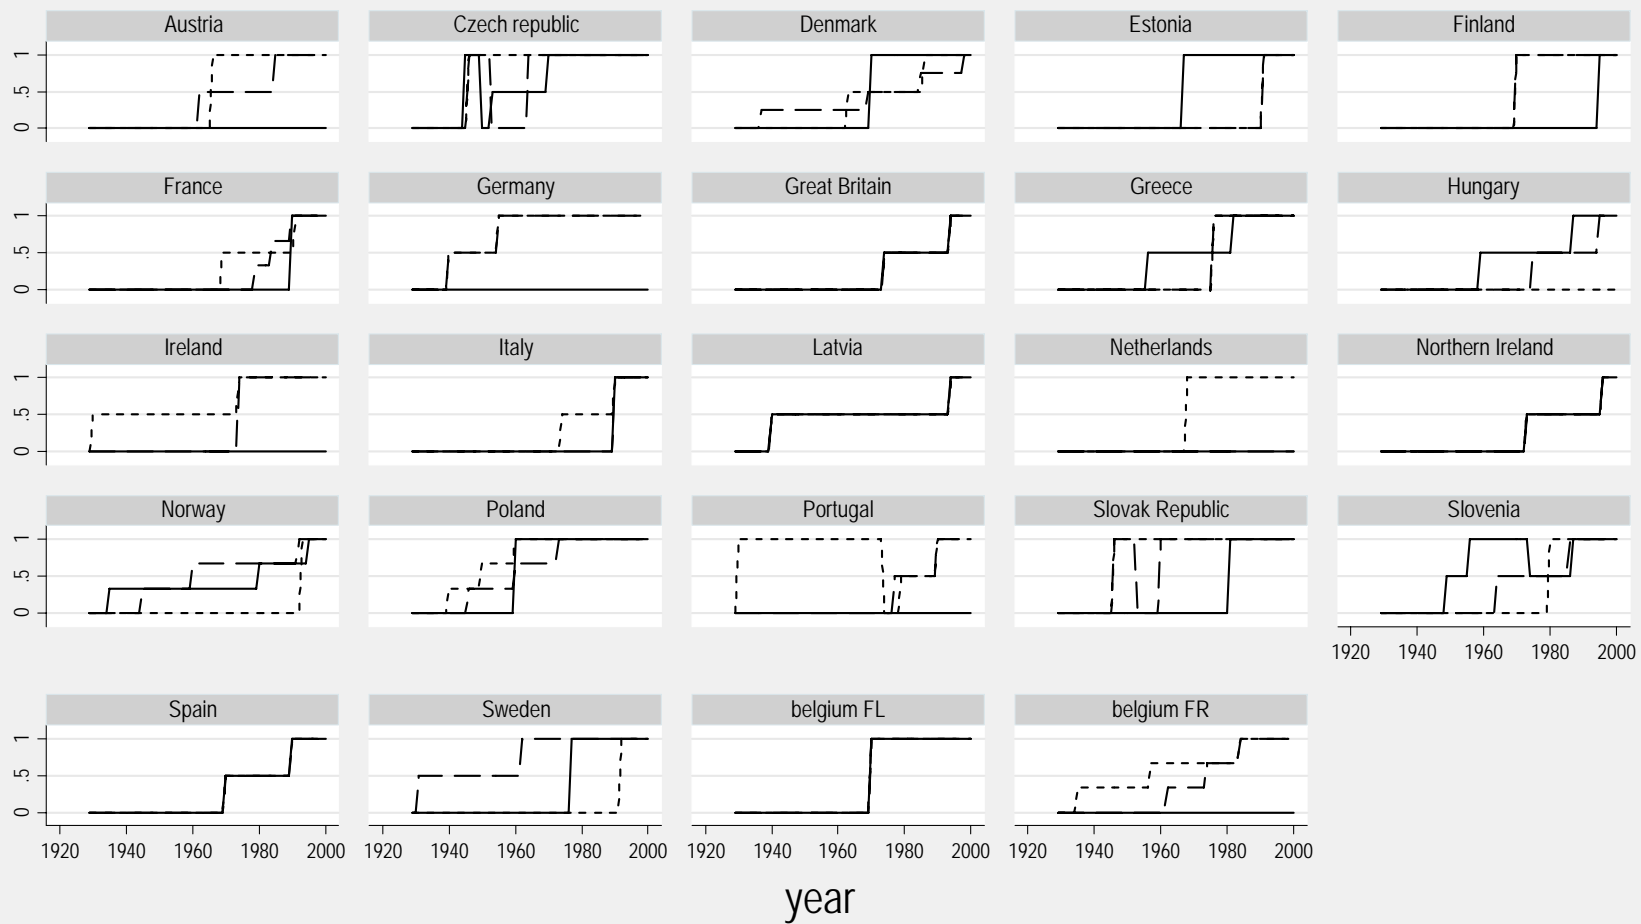 Austria Czech republic Denmark Estonia Finland
0 .5 1
France Germany Great Britain Greece Hungary
0 .5 1
Ireland Italy Latvia Netherlands Northern Ireland
0 .5 1
Norway Poland Portugal Slovak Republic Slovenia
0 .5 1
1920 1940 1960 1980 2000
Spain Sweden belgium FL belgium FR
0 .5 1
1920 1940 1960 1980 2000 1920 1940 1960 1980 2000 1920 1940 1960 1980 2000 1920 1940 1960 1980 2000
year